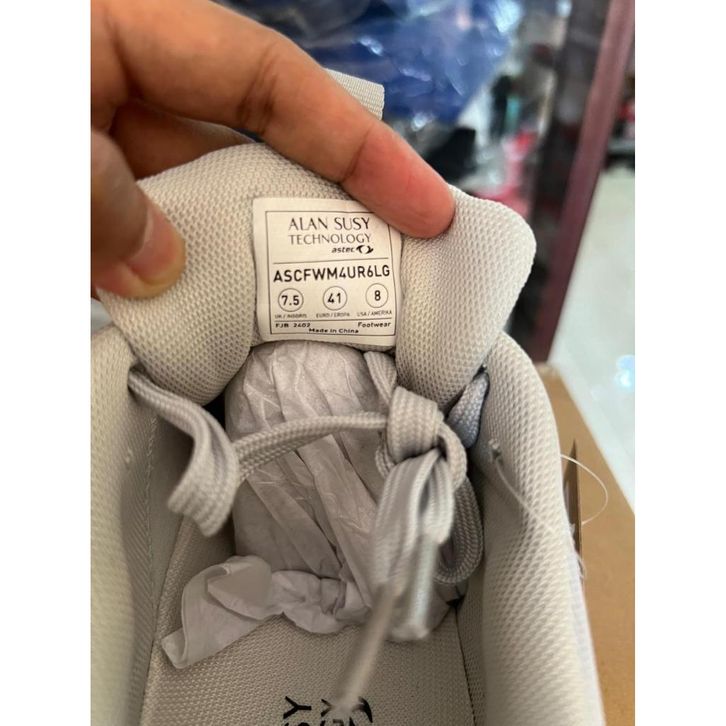 ALAN SUSY
TECHNOLOGY
astec
ASCFWM4UR6LG
7.5 41 8
UK / INGGRIS EURO / EROPA USA / AMERIKA
FJB 2402 Footwear
Made in China